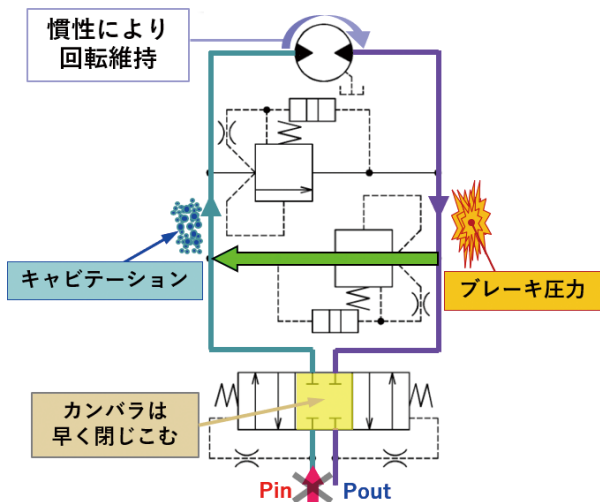 慣性により
回転維持
キャビテーション
ブレーキ圧力
カンバラは
早く閉じこむ
Pin
Pout